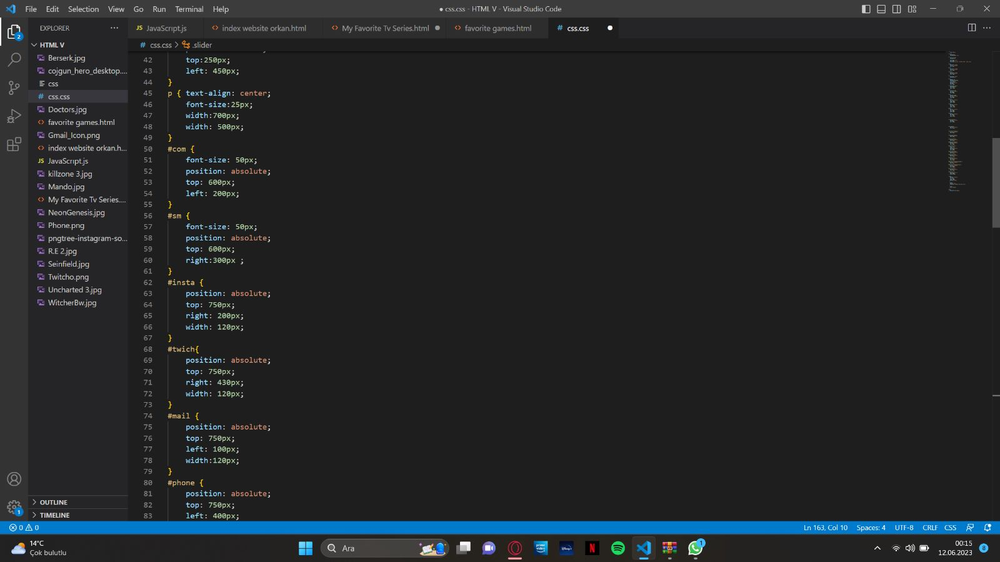 File Edit Selection View Go Run Terminal Help
● css.css - HTML V - Visual Studio Code
EXPLORER
JS JavaScript.js
<> index website orkan.html
<> My Favorite Tv Series.html
<> favorite games.html
# css.css
# css.css > .slider
2
HTML V
Berserk.jpg
cojgun_hero_desktop....
css
# css.css
Doctors.jpg
<> favorite games.html
Gmail_Icon.png
<> index website orkan.h...
JS JavaScript.js
killzone 3.jpg
Mando.jpg
<> My Favorite Tv Series....
NeonGenesis.jpg
Phone.png
pngtree-instagram-so...
R.E 2.jpg
Seinfield.jpg
Twitcho.png
Uncharted 3.jpg
WitcherBw.jpg
OUTLINE
TIMELINE
1
42 top:250px;
43 left: 450px;
44 }
45 p { text-align: center;
46 font-size:25px;
47 width:700px;
48 width: 500px;
49 }
50 #com {
51 font-size: 50px;
52 position: absolute;
53 top: 600px;
54 left: 200px;
55 }
56 #sm {
57 font-size: 50px;
58 position: absolute;
59 top: 600px;
60 right:300px ;
61 }
62 #insta {
63 position: absolute;
64 top: 750px;
65 right: 200px;
66 width: 120px;
67 }
68 #twich{
69 position: absolute;
70 top: 750px;
71 right: 430px;
72 width: 120px;
73 }
74 #mail {
75 position: absolute;
76 top: 750px;
77 left: 100px;
78 width:120px;
79 }
80 #phone {
81 position: absolute;
82 top: 750px;
83 left: 400px;
0 0
Ln 163, Col 10 Spaces: 4 UTF-8 CRLF CSS
14°C
Çok bulutlu
Ara
prime video
Disney+
N
1
00:15
12.06.2023
8